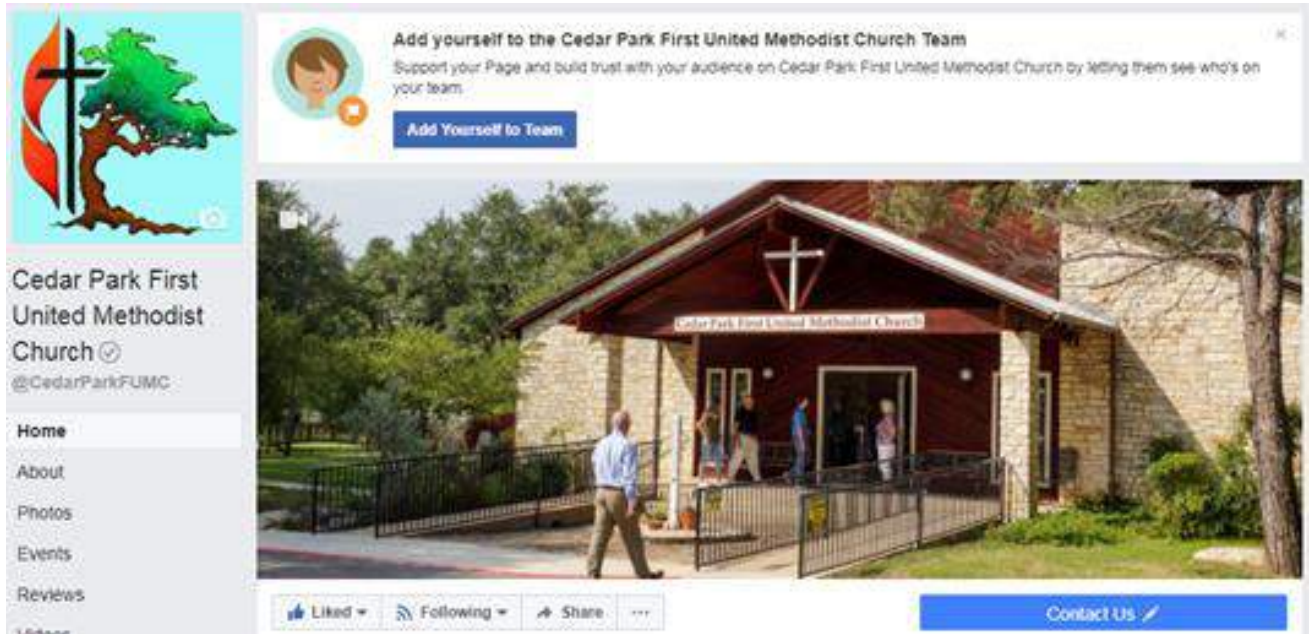 Add yourself to the Cedar Park First United Methodist Church Team
Support your Page and build trust with your audience on Cedar Park First United Methodist Church by letting them see who's on
your team.
Add Yourself to Team
Cedar Park First United Methodist Church
Cedar Park First
United Methodist
Church
@CedarParkFUMC
Home
About
Photos
Events
Reviews
Videos
Liked
Following
Share
Contact Us